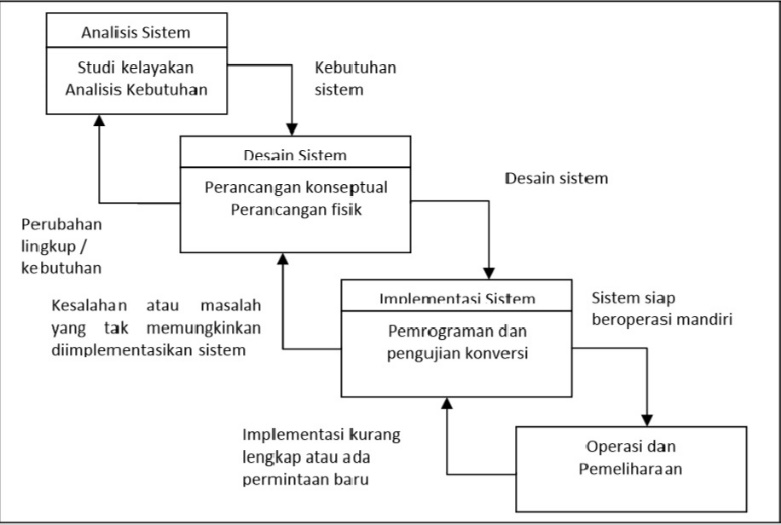 Analisis Sistem
Studi kelayakan
Analisis Kebutuhan
Kebutuhan
sistem
Desain Sistem
Perancangan konseptual
Perancangan fisik
Desain sistem
Perubahan
lingkup /
kebutuhan
Kesalahan atau masalah
yang tak memungkinkan
diimplementasikan sistem
Implementasi Sistem
Pemrograman dan
pengujian konversi
Sistem siap
beroperasi mandiri
Implementasi kurang
lengkap atau ada
permintaan baru
Operasi dan
Pemeliharaan